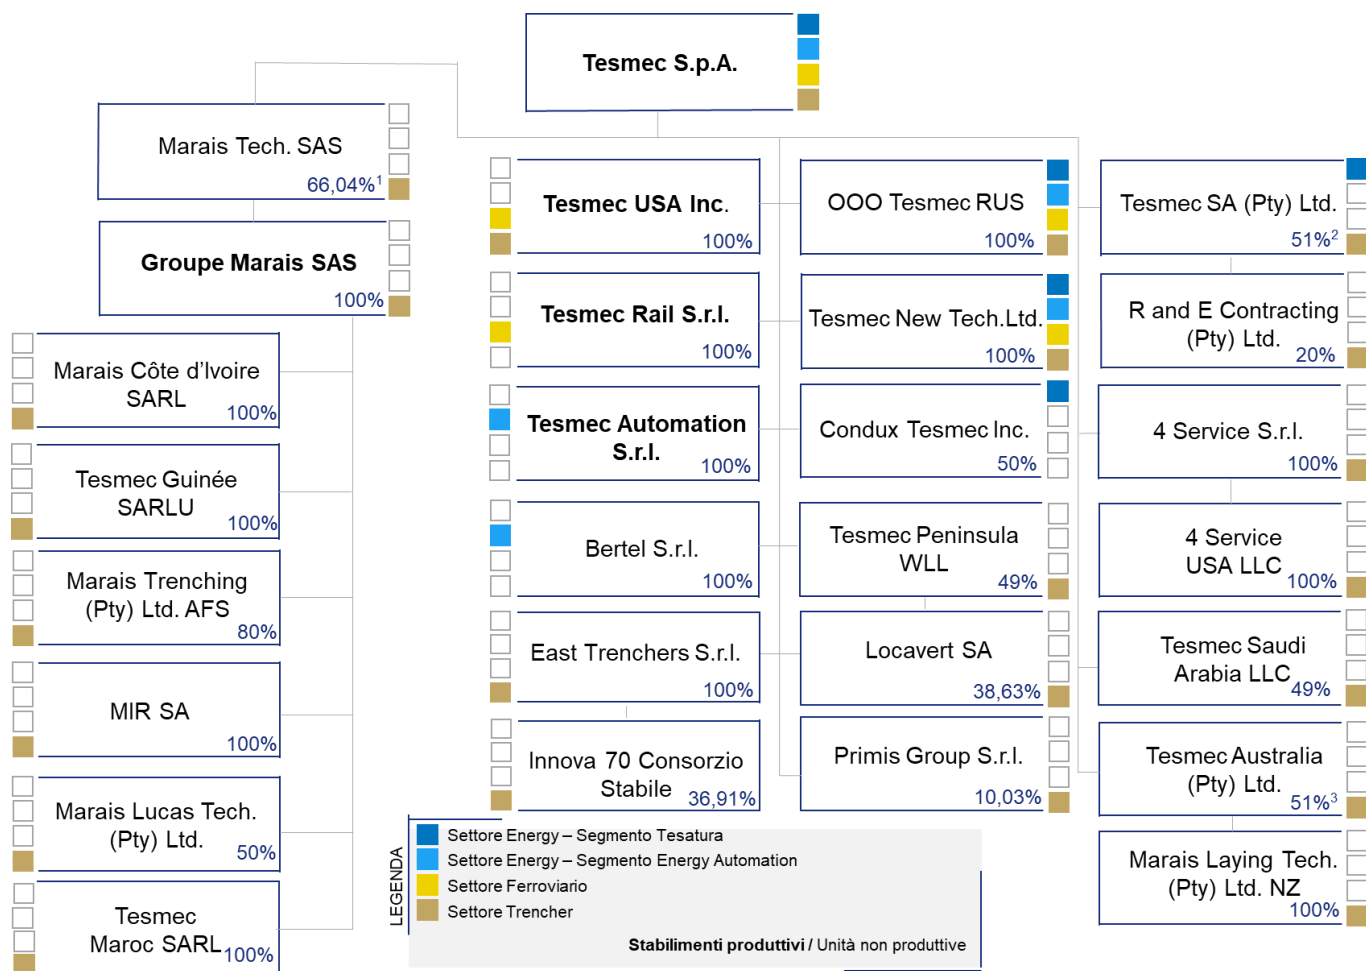 Tesmec S.p.A.
Marais Tech. SAS
66,04%1
Groupe Marais SAS
100%
Marais Côte d'Ivoire
SARL
100%
Tesmec Guinée
SARLU
100%
Marais Trenching
(Pty) Ltd. AFS
80%
MIR SA
100%
Marais Lucas Tech.
(Pty) Ltd.
50%
Tesmec
Maroc SARL
100%
Tesmec USA Inc.
100%
Tesmec Rail S.r.l.
100%
Tesmec Automation
S.r.l.
100%
Bertel S.r.l.
100%
East Trenchers S.r.l.
100%
Innova 70 Consorzio
Stabile
36,91%
OOO Tesmec RUS
100%
Tesmec New Tech.Ltd.
100%
Condux Tesmec Inc.
50%
Tesmec Peninsula
WLL
49%
Locavert SA
38,63%
Primis Group S.r.l.
10,03%
Tesmec SA (Pty) Ltd.
51%2
R and E Contracting
(Pty) Ltd.
20%
4 Service S.r.l.
100%
4 Service
USA LLC
100%
Tesmec Saudi
Arabia LLC
49%
Tesmec Australia
(Pty) Ltd.
51%3
Marais Laying Tech.
(Pty) Ltd. NZ
100%
LEGENDA
Settore Energy – Segmento Tesatura
Settore Energy – Segmento Energy Automation
Settore Ferroviario
Settore Trencher
Stabilimenti produttivi / Unità non produttive